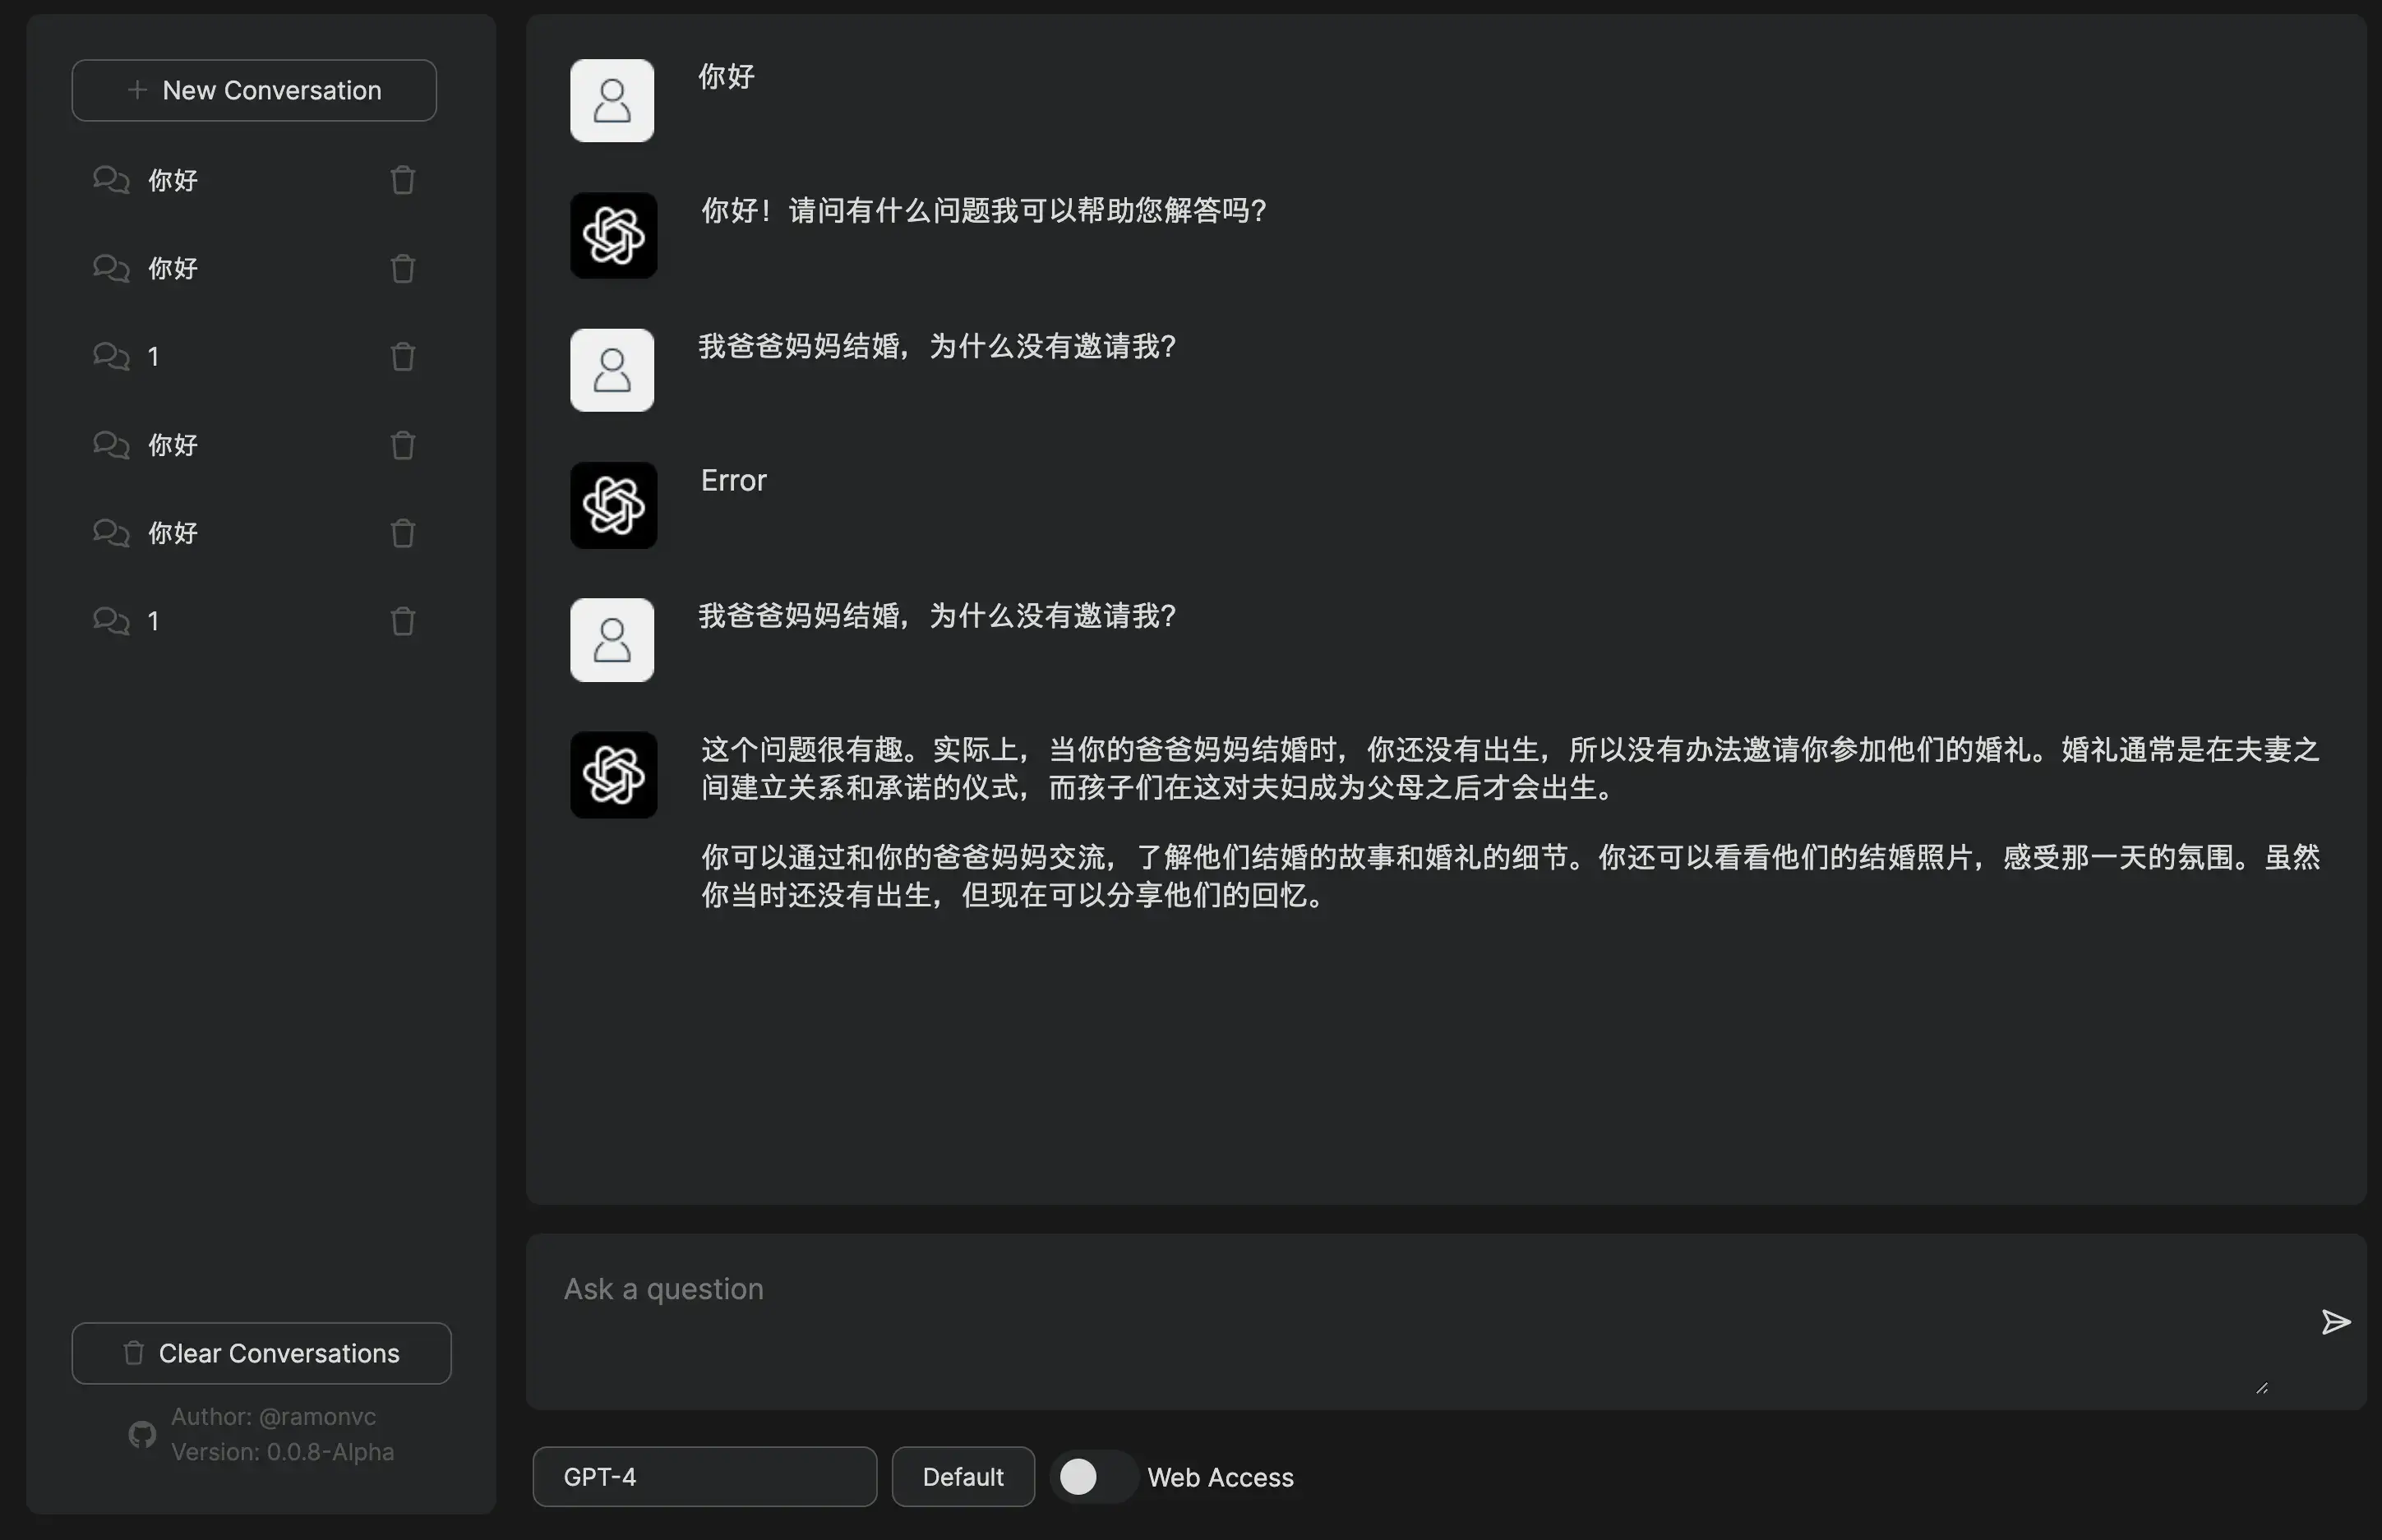 New Conversation
你好
你好
1
你好
你好
1
Clear Conversations
Author: @ramonvc
Version: 0.0.8-Alpha
你好
你好！请问有什么问题我可以帮助您解答吗？
我爸爸妈妈结婚，为什么没有邀请我？
Error
我爸爸妈妈结婚，为什么没有邀请我？
这个问题很有趣。实际上，当你的爸爸妈妈结婚时，你还没有出生，所以没有办法邀请你参加他们的婚礼。婚礼通常是在夫妻之
间建立关系和承诺的仪式，而孩子们在这对夫妇成为父母之后才会出生。
你可以通过和你的爸爸妈妈交流，了解他们结婚的故事和婚礼的细节。你还可以看看他们的结婚照片，感受那一天的氛围。虽然
你当时还没有出生，但现在可以分享他们的回忆。
Ask a question
GPT-4
Default
Web Access